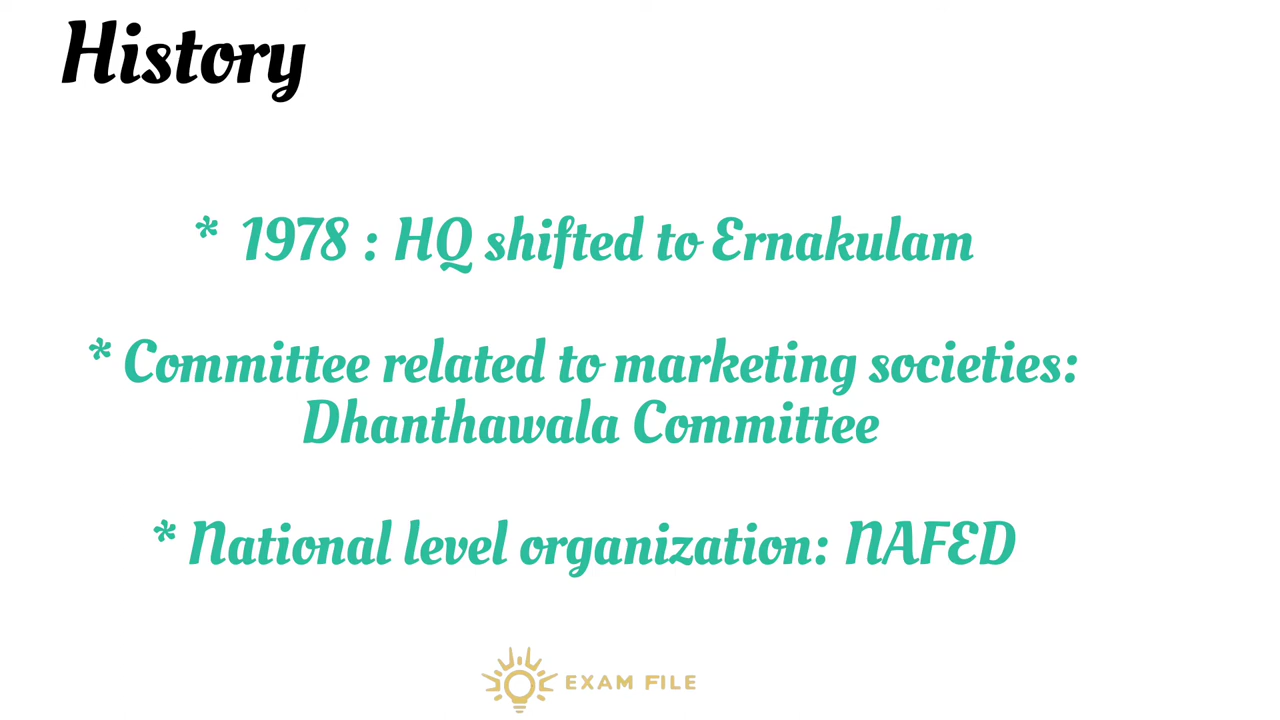 History
* 1978 : HQ shifted to Ernakulam
* Committee related to marketing societies:
Dhanthawala Committee
* National level organization: NAFED
EXAM FILE